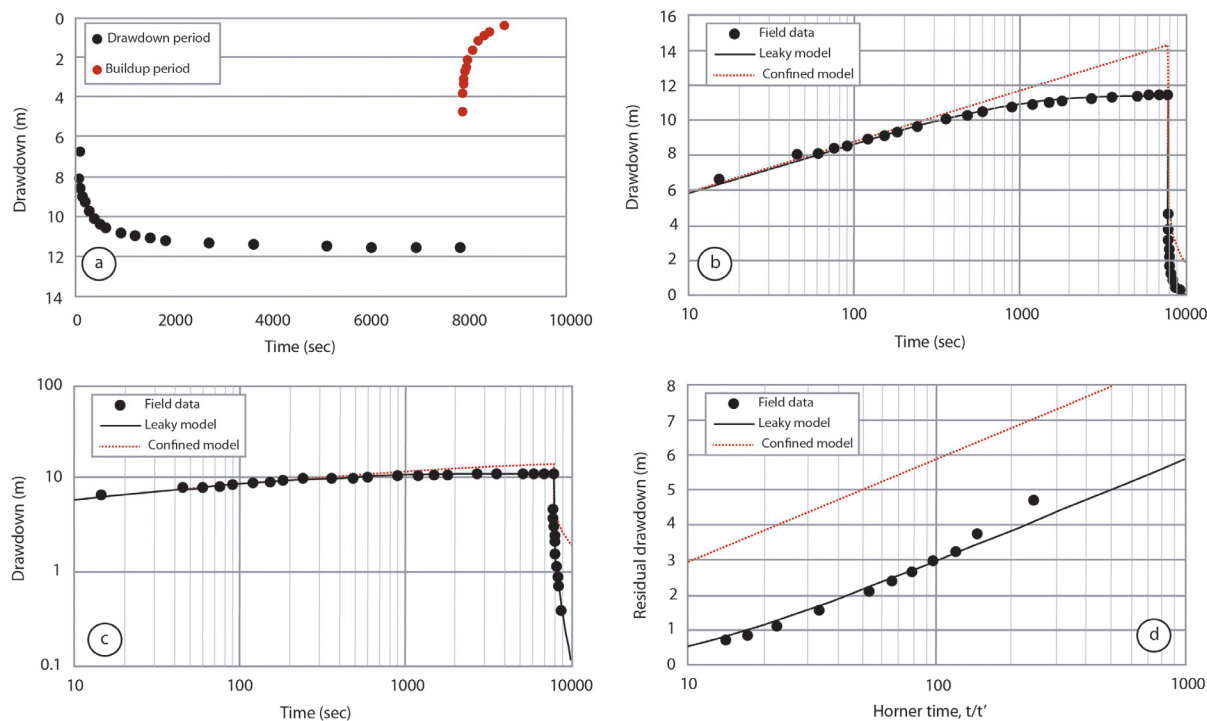 0
2
4
6
8
10
12
14
Drawdown (m)
Drawdown period
Buildup period
a
0
2000
4000
6000
8000
10000
Time (sec)
16
14
12
10
8
6
4
2
0
Drawdown (m)
Field data
Leaky model
Confined model
b
10
100
1000
10000
Time (sec)
100
10
1
0.1
Drawdown (m)
Field data
Leaky model
Confined model
c
10
100
1000
10000
Time (sec)
8
7
6
5
4
3
2
1
0
Residual drawdown (m)
Field data
Leaky model
Confined model
d
10
100
1000
Horner time, t/t'